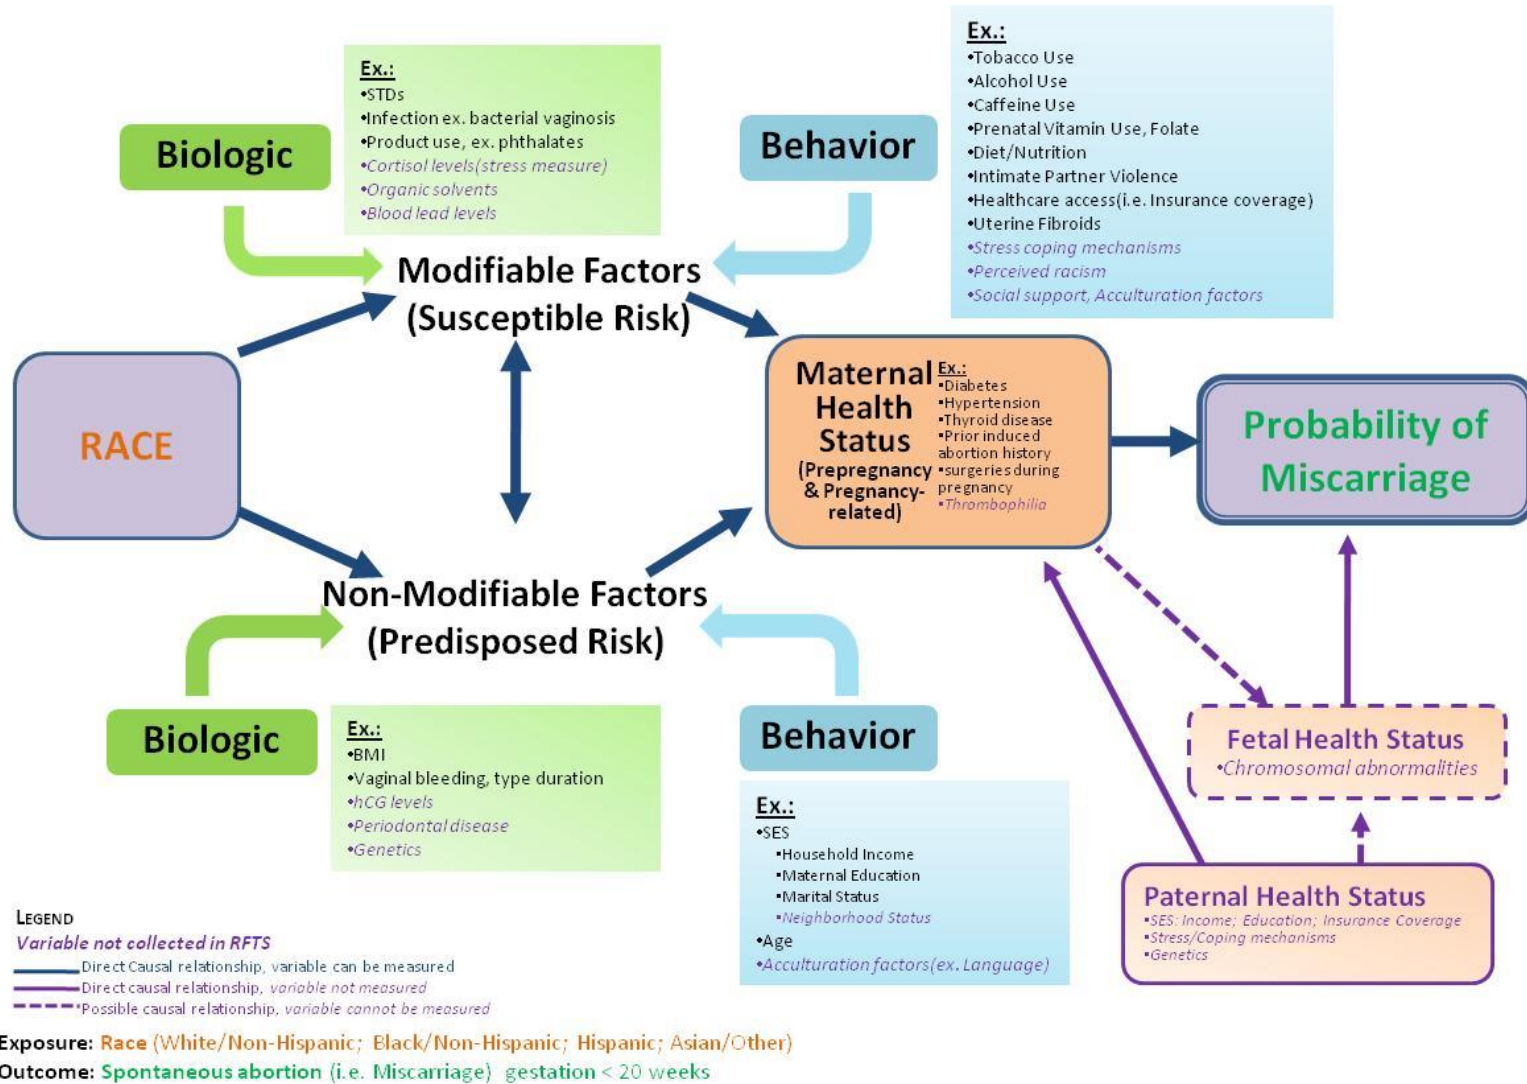 Ex.:
•STDs
•Infection ex. bacterial vaginosis
•Product use, ex. phthalates
•Cortisol levels(stress measure)
•Organic solvents
•Blood lead levels
Biologic
Behavior
Ex.:
•Tobacco Use
•Alcohol Use
•Caffeine Use
•Prenatal Vitamin Use, Folate
•Diet/Nutrition
•Intimate Partner Violence
•Healthcare access(i.e. Insurance coverage)
•Uterine Fibroids
•Stress coping mechanisms
•Perceived racism
•Social support, Acculturation factors
Modifiable Factors
(Susceptible Risk)
RACE
Maternal
Health
Status
(Prepregnancy
& Pregnancy-
related)
Ex.:
▪Diabetes
▪Hypertension
▪Thyroid disease
▪Prior induced
abortion history
▪surgeries during
pregnancy
▪Thrombophilia
Probability of
Miscarriage
Non-Modifiable Factors
(Predisposed Risk)
Biologic
Ex.:
•BMI
•Vaginal bleeding, type duration
•hCG levels
•Periodontal disease
•Genetics
Behavior
Ex.:
•SES
▪Household Income
▪Maternal Education
▪Marital Status
▪Neighborhood Status
•Age
•Acculturation factors(ex. Language)
Fetal Health Status
•Chromosomal abnormalities
Paternal Health Status
▪SES: Income; Education; Insurance Coverage
▪Stress/Coping mechanisms
▪Genetics
LEGEND
Variable not collected in RFTS
Direct Causal relationship, variable can be measured
Direct causal relationship, variable not measured
Possible causal relationship, variable cannot be measured
Exposure: Race (White/Non-Hispanic; Black/Non-Hispanic; Hispanic; Asian/Other)
Outcome: Spontaneous abortion (i.e. Miscarriage) gestation < 20 weeks